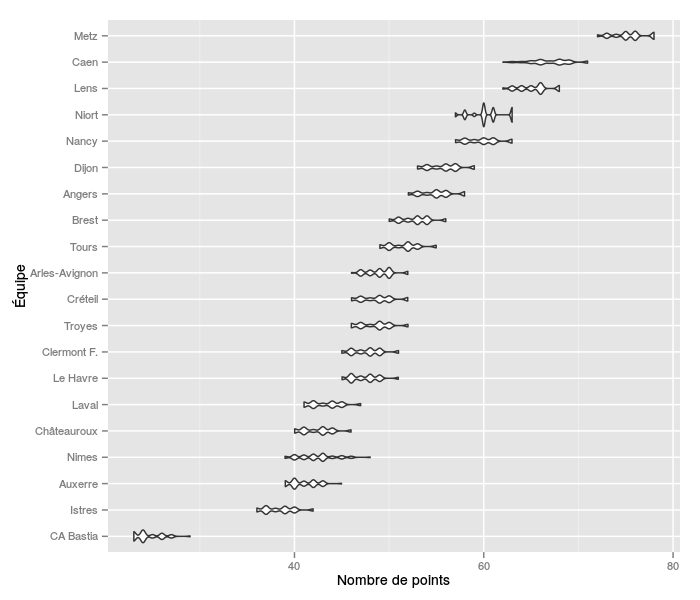 Metz
Caen
Lens
Niort
Nancy
Dijon
Angers
Brest
Tours
Arles-Avignon
Créteil
Troyes
Clermont F.
Le Havre
Laval
Châteauroux
Nimes
Auxerre
Istres
CA Bastia
Équipe
40 60 80
Nombre de points